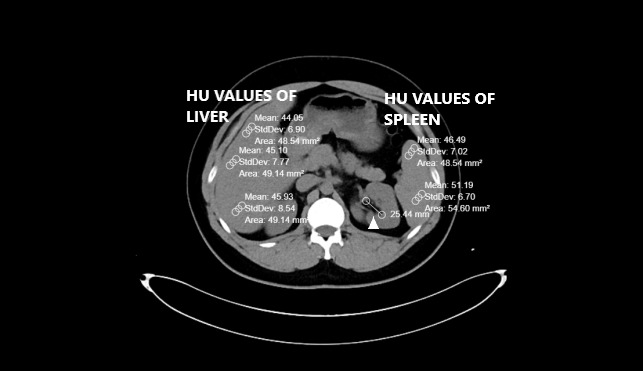 HU VALUES OF
LIVER
HU VALUES OF
SPLEEN
Mean: 44.05
StdDev: 6.90
Area: 48.54 mm²
Mean: 45.10
StdDev: 7.77
Area: 49.14 mm²
Mean: 45.93
StdDev: 8.54
Area: 49.14 mm²
Mean: 46.49
StdDev: 7.02
Area: 48.54 mm²
Mean: 51.19
StdDev: 6.70
Area: 54.60 mm²
25.44 mm